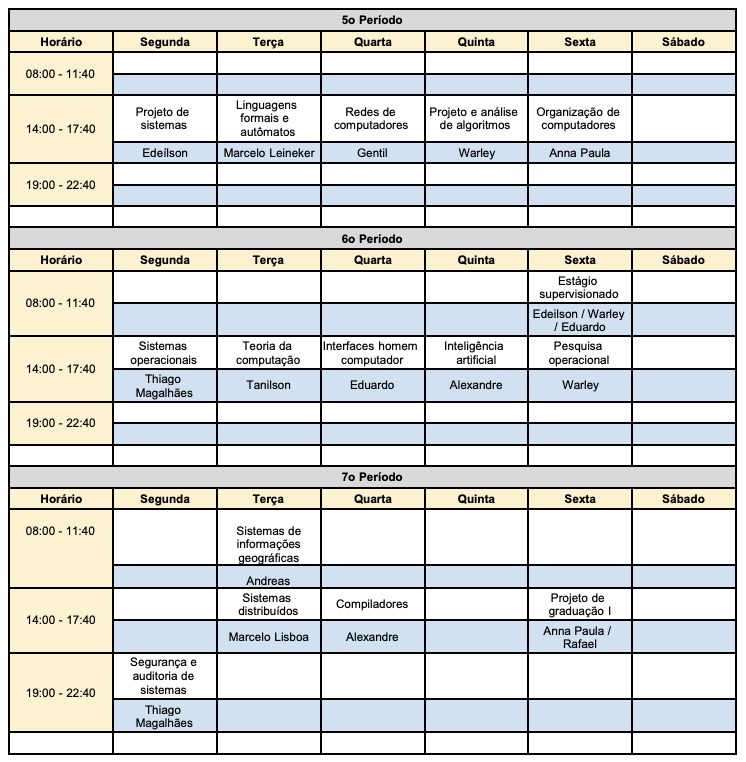 5o Período
Horário Segunda Terça Quarta Quinta Sexta Sábado
08:00 - 11:40
14:00 - 17:40
Projeto de sistemas
Linguagens formais e autômatos
Redes de computadores
Projeto e análise de algoritmos
Organização de computadores
Edeílson Marcelo Leineker Gentil Warley Anna Paula
19:00 - 22:40
6o Período
Horário Segunda Terça Quarta Quinta Sexta Sábado
08:00 - 11:40
Estágio supervisionado
Edeilson / Warley / Eduardo
14:00 - 17:40
Sistemas operacionais
Teoria da computação
Interfaces homem computador
Inteligência artificial
Pesquisa operacional
Thiago Magalhães
Tanilson Eduardo Alexandre Warley
19:00 - 22:40
7o Período
Horário Segunda Terça Quarta Quinta Sexta Sábado
08:00 - 11:40
Sistemas de informações geográficas
Andreas
14:00 - 17:40
Sistemas distribuídos
Compiladores
Projeto de graduação I
Marcelo Lisboa Alexandre
Anna Paula / Rafael
19:00 - 22:40
Segurança e auditoria de sistemas
Thiago Magalhães